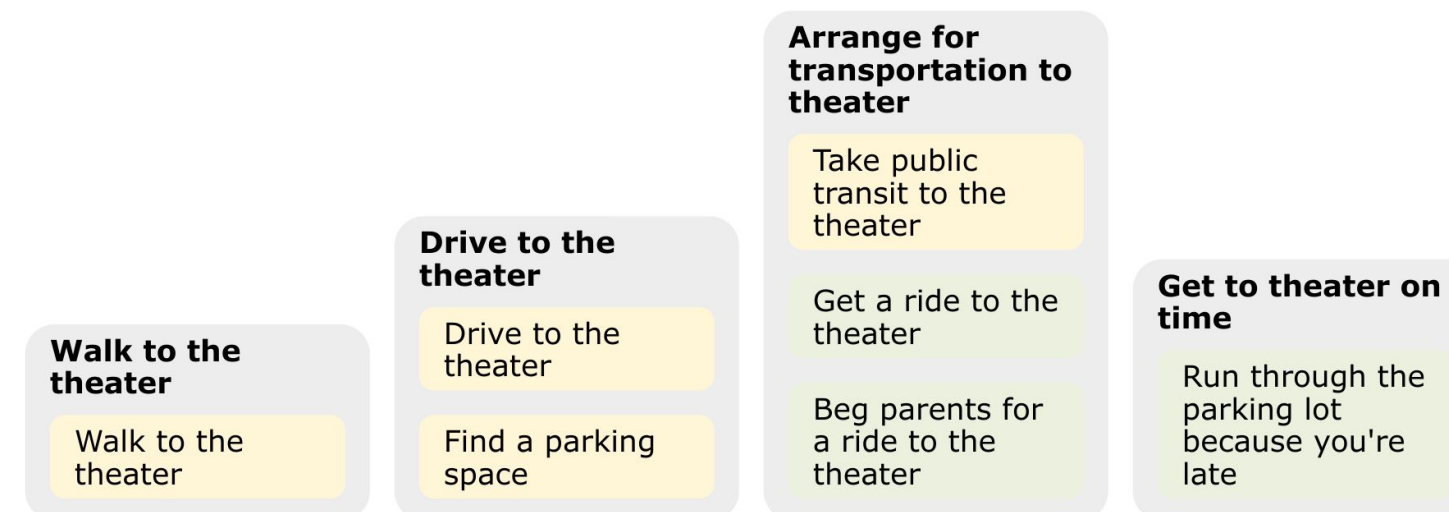 Walk to the
theater
Walk to the
theater
Drive to the
theater
Drive to the
theater
Find a parking
space
Arrange for
transportation to
theater
Take public
transit to the
theater
Get a ride to the
theater
Beg parents for
a ride to the
theater
Get to theater on
time
Run through the
parking lot
because you're
late